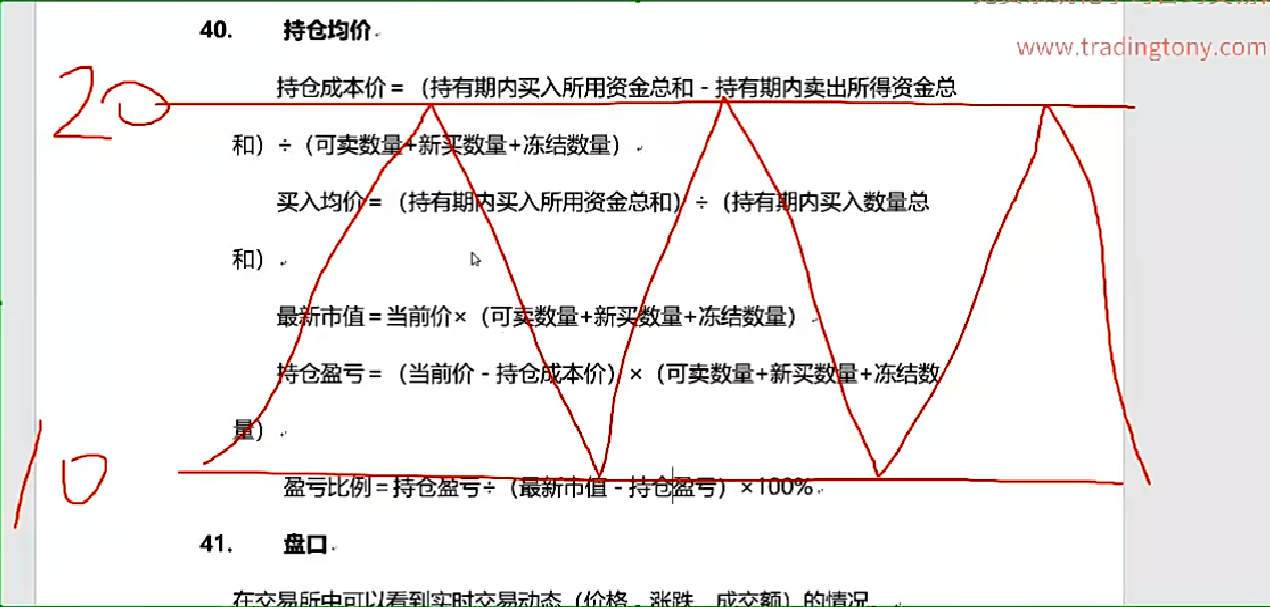 www.tradingtony.com
40. 持仓均价
20
持仓成本价=（持有期内买入所用资金总和-持有期内卖出所得资金总
和）÷（可卖数量+新买数量+冻结数量）
买入均价=（持有期内买入所用资金总和）÷（持有期内买入数量总
和）
最新市值=当前价×（可卖数量+新买数量+冻结数量）
持仓盈亏=（当前价-持仓成本价）×（可卖数量+新买数量+冻结数
量）
10
盈亏比例=持仓盈亏÷（最新市值-持仓盈亏）×100%
41. 盘口
在交易所中可以看到实时交易动态（价格、涨跌、成交额）的情况。